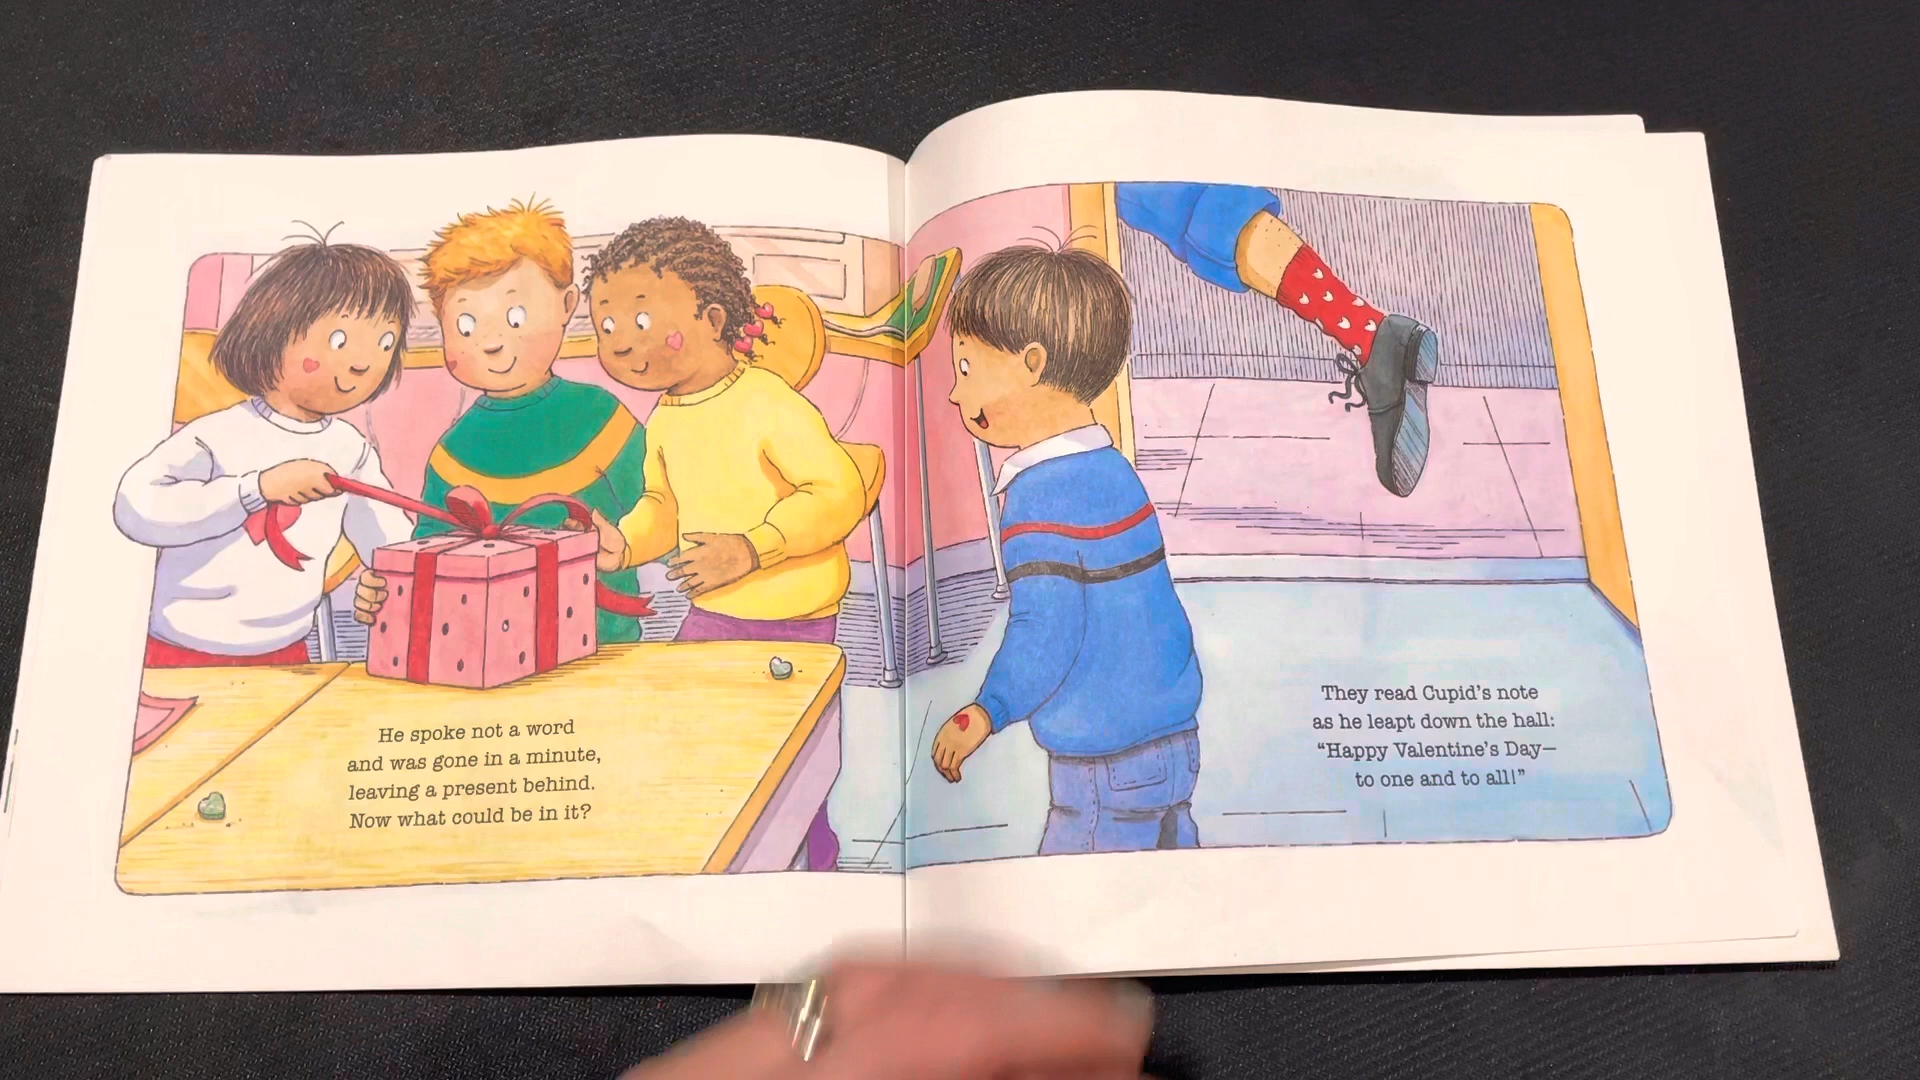 He spoke not a word
and was gone in a minute,
leaving a present behind.
Now what could be in it?
They read Cupid's note
as he leapt down the hall:
“Happy Valentine's Day—
to one and to all!”